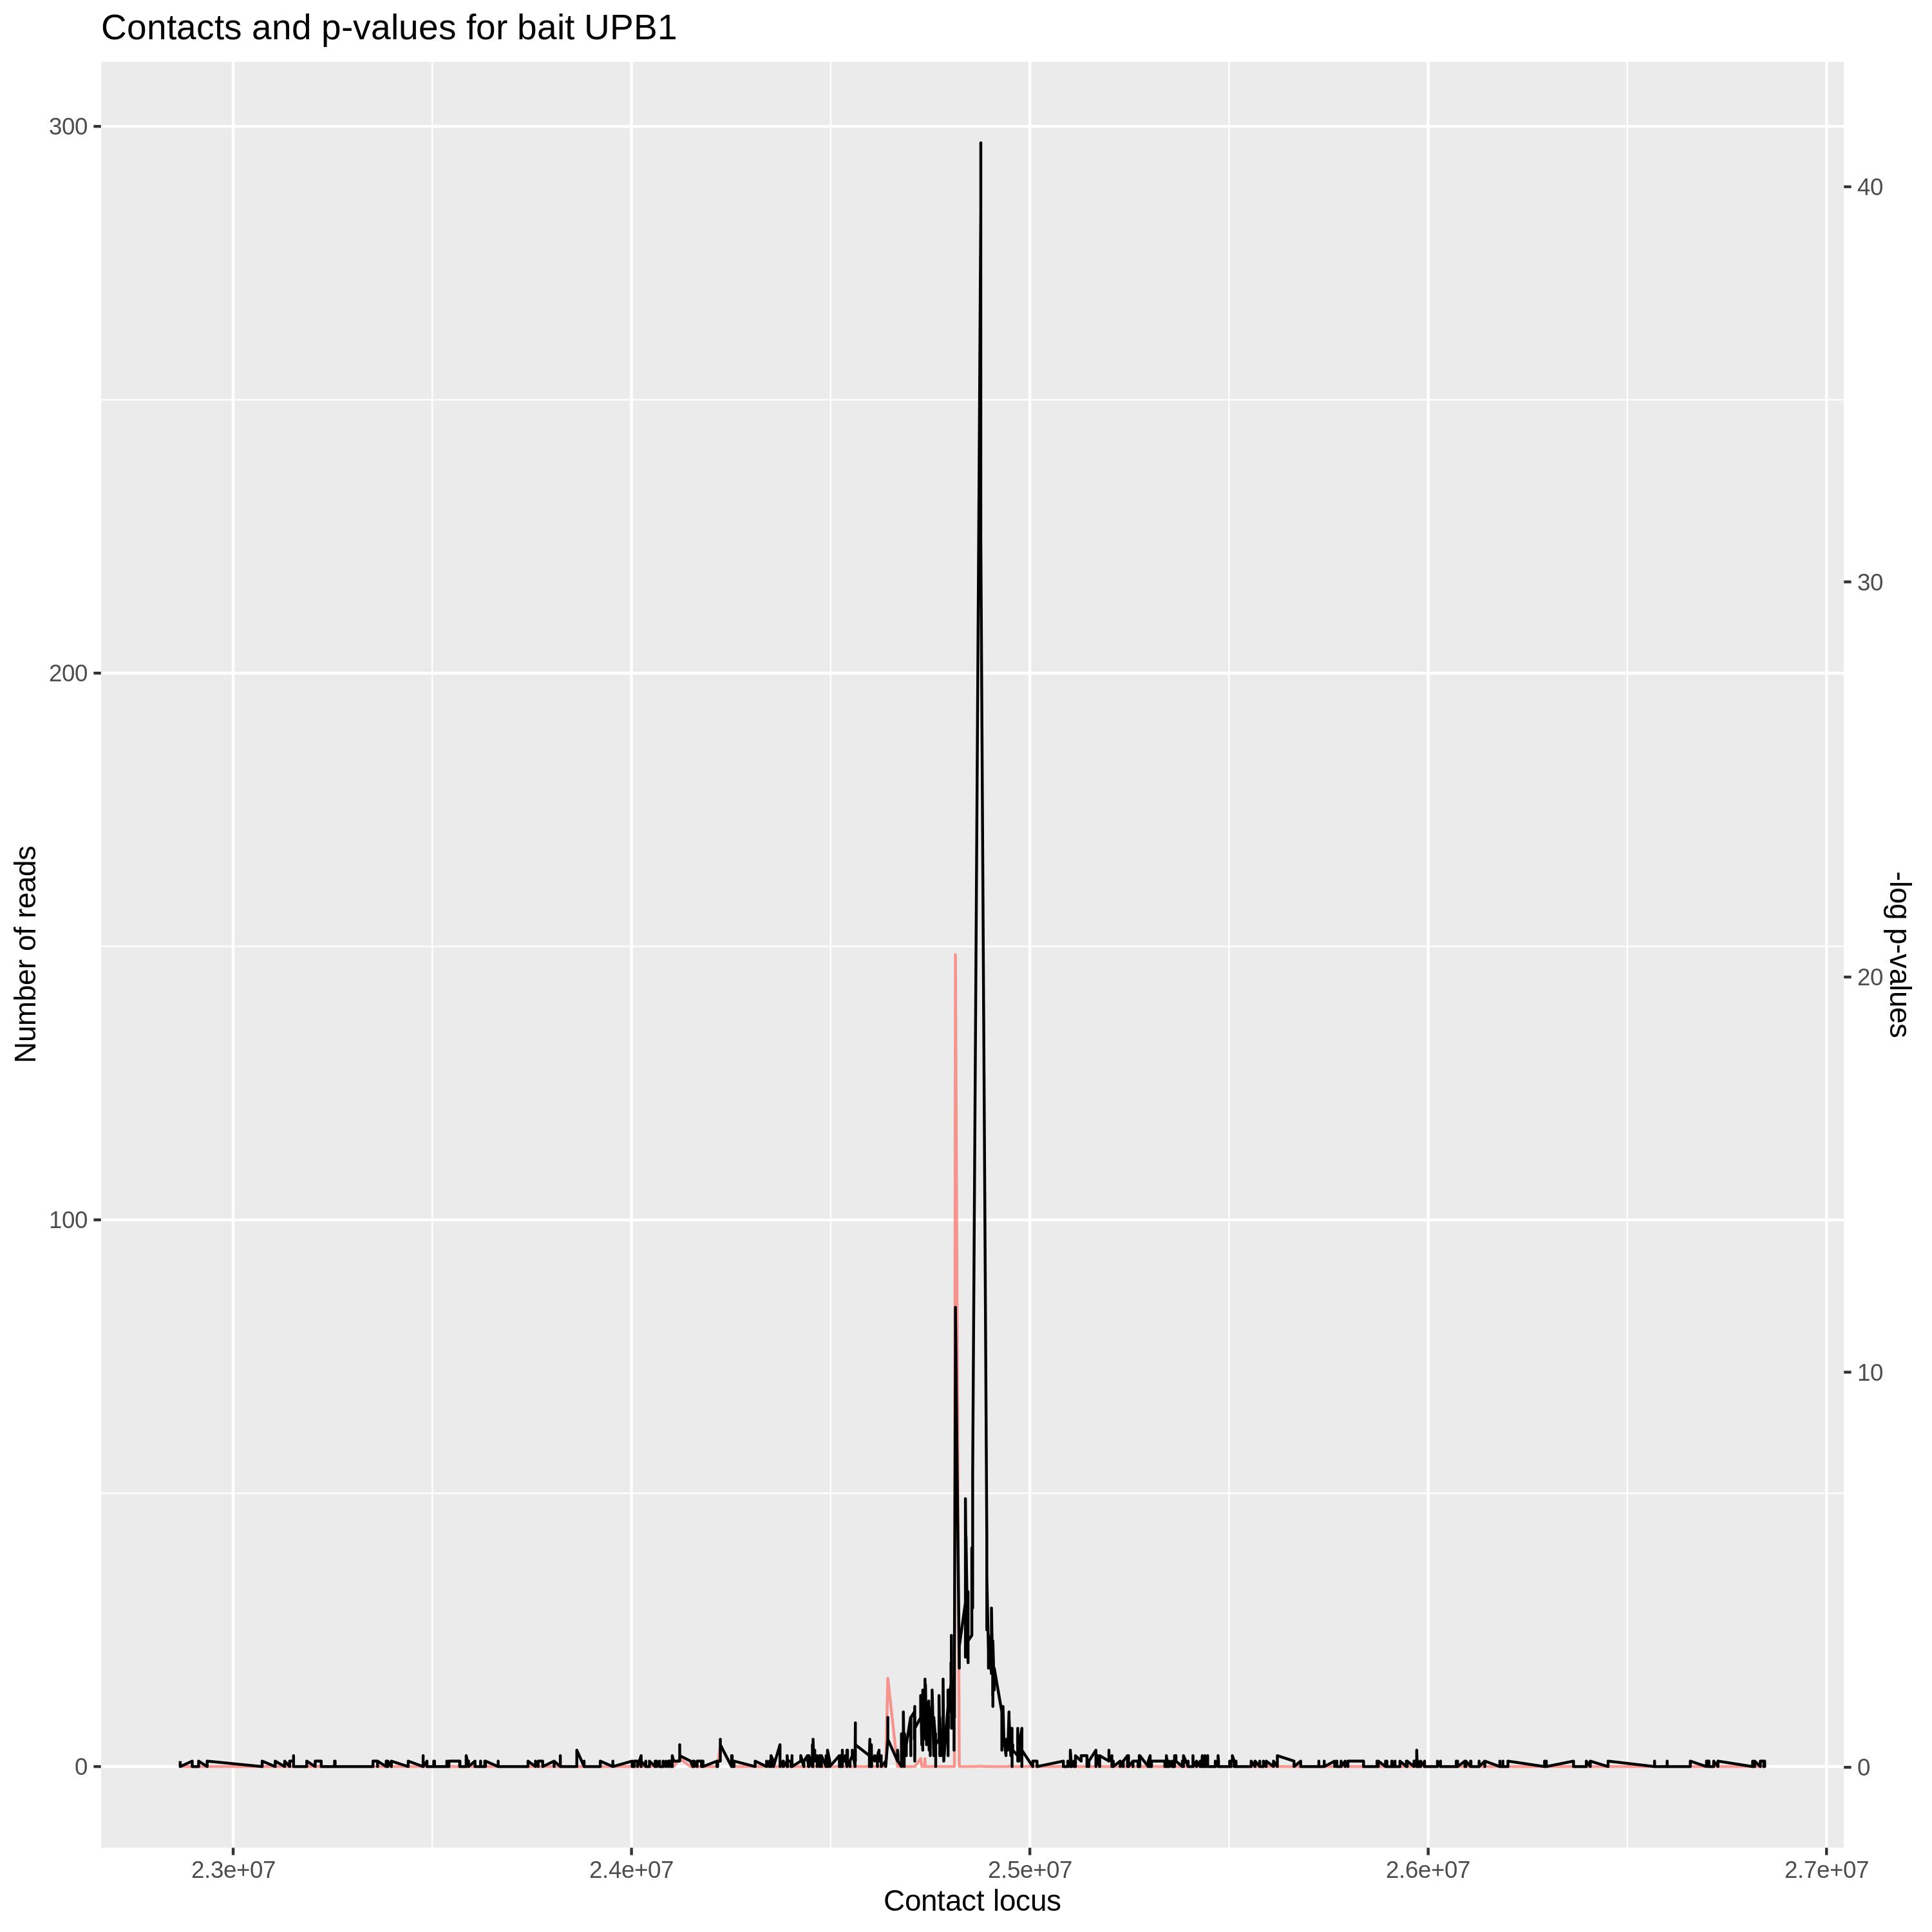 Contacts and p-values for bait UPB1
300
200
100
0
Number of reads
40
30
20
10
0
-log p-values
2.3e+07
2.4e+07
2.5e+07
2.6e+07
2.7e+07
Contact locus